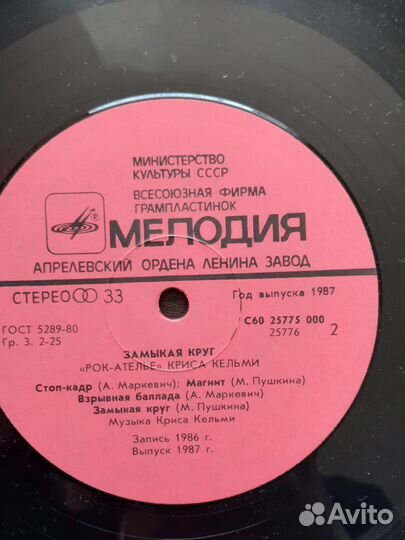 МИНИСТЕРСТВО
КУЛЬТУРЫ СССР
ВСЕСОЮЗНАЯ ФИРМА
ГРАМПЛАСТИНОК
®
МЕЛОДИЯ
АПРЕЛЕВСКИЙ ОРДЕНА ЛЕНИНА ЗАВОД
СТЕРЕО 33
Год выпуска 1987
ГОСТ 5289-80
Гр. 3. 2-25
С60 25775 000
25776 2
ЗАМЫКАЯ КРУГ
«РОК-АТЕЛЬЕ» КРИСА КЕЛЬМИ
Стоп-кадр (А. Маркевич); Магнит (М. Пушкина)
Взрывная баллада (А. Маркевич)
Замыкая круг (М. Пушкина)
Музыка Криса Кельми
Запись 1986 г.
Выпуск 1987 г.
Avito